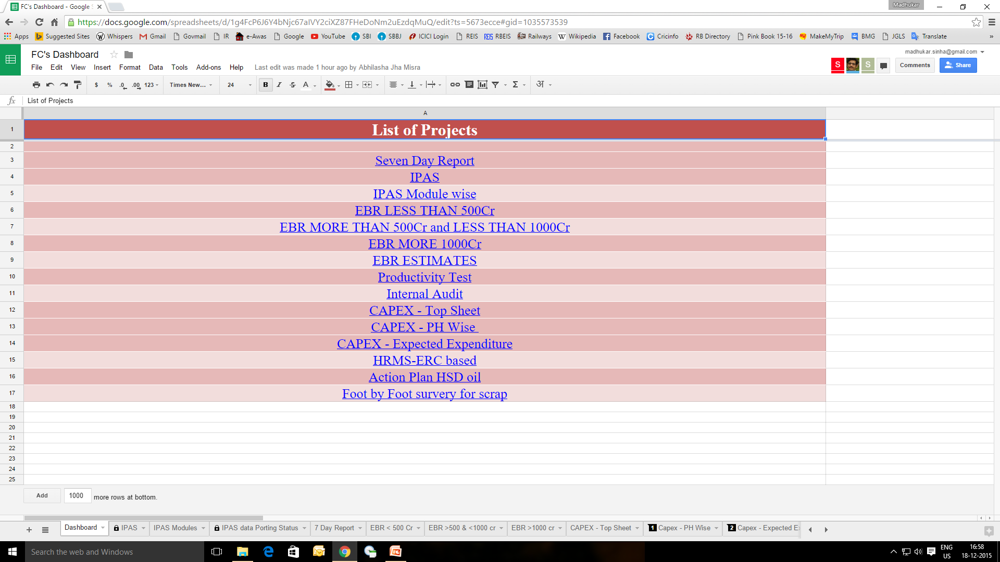 FC's Dashboard - Google S
Madhukar
https://docs.google.com/spreadsheets/d/1g4FcP6J6Y4bNjc67aIVY2ciXZ87FHeDoNm2uEzdqMuQ/edit?ts=5673ecce#gid=1035573539
Apps Suggested Sites Whispers Gmail Govmail IR e-Awas Google YouTube SBI SBBJ ICICI Login REIS RBEIS Railways Wikipedia Facebook Cricinfo RB Directory Pink Book 15-16 MakeMyTrip BMG JGLS Translate »
FC's Dashboard
madhukar.sinha@gmail.com
File Edit View Insert Format Data Tools Add-ons Help Last edit was made 1 hour ago by Abhilasha Jha Misra
S S Comments Share
$ % .0 .00 123 Times New... 24 B I S A Σ अ
fx List of Projects
A
1 List of Projects
2
3 Seven Day Report
4 IPAS
5 IPAS Module wise
6 EBR LESS THAN 500Cr
7 EBR MORE THAN 500Cr and LESS THAN 1000Cr
8 EBR MORE 1000Cr
9 EBR ESTIMATES
10 Productivity Test
11 Internal Audit
12 CAPEX - Top Sheet
13 CAPEX - PH Wise
14 CAPEX - Expected Expenditure
15 HRMS-ERC based
16 Action Plan HSD oil
17 Foot by Foot survery for scrap
18
19
20
21
22
23
24
25
Add 1000 more rows at bottom.
+ Dashboard IPAS IPAS Modules IPAS data Porting Status 7 Day Report EBR < 500 Cr EBR >500 & <1000 cr EBR >1000 cr CAPEX - Top Sheet 1 Capex - PH Wise 2 Capex - Expected E
Search the web and Windows
ENG
US
16:58
18-12-2015